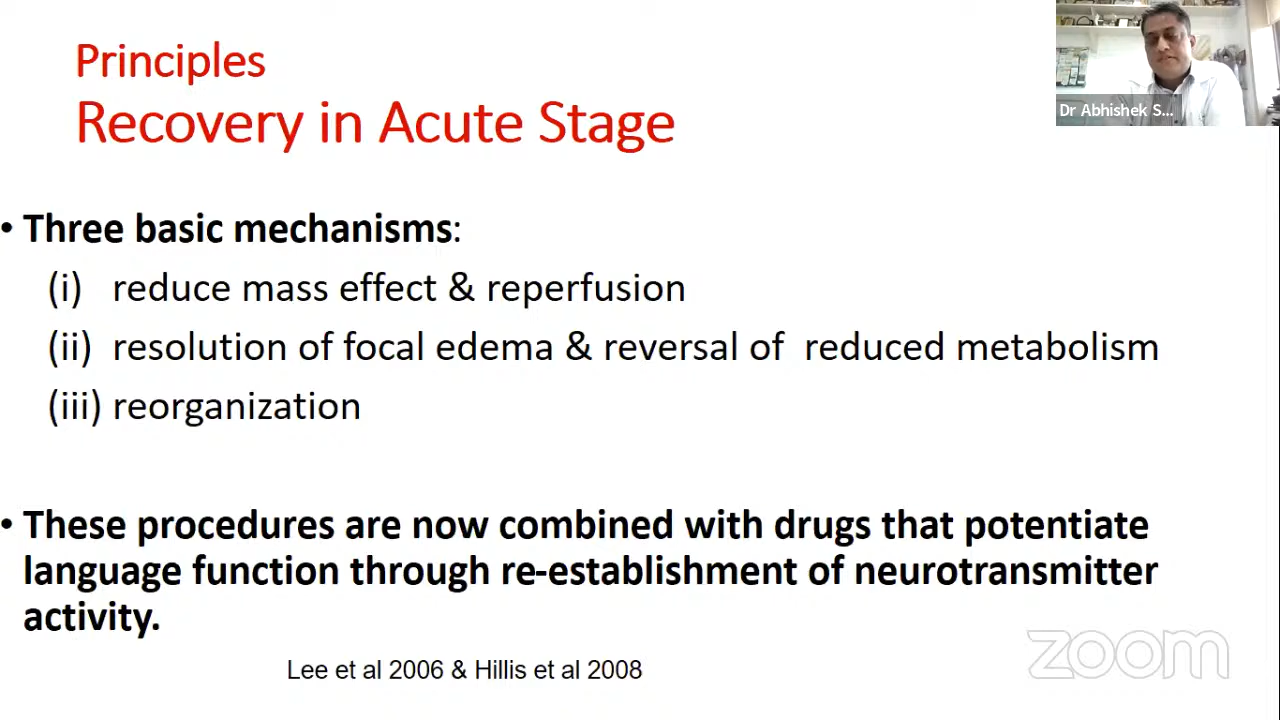 Principles
Recovery in Acute Stage
Dr Abhishek S...
• Three basic mechanisms:
(i) reduce mass effect & reperfusion
(ii) resolution of focal edema & reversal of reduced metabolism
(iii) reorganization
• These procedures are now combined with drugs that potentiate
language function through re-establishment of neurotransmitter
activity.
Lee et al 2006 & Hillis et al 2008
zoom